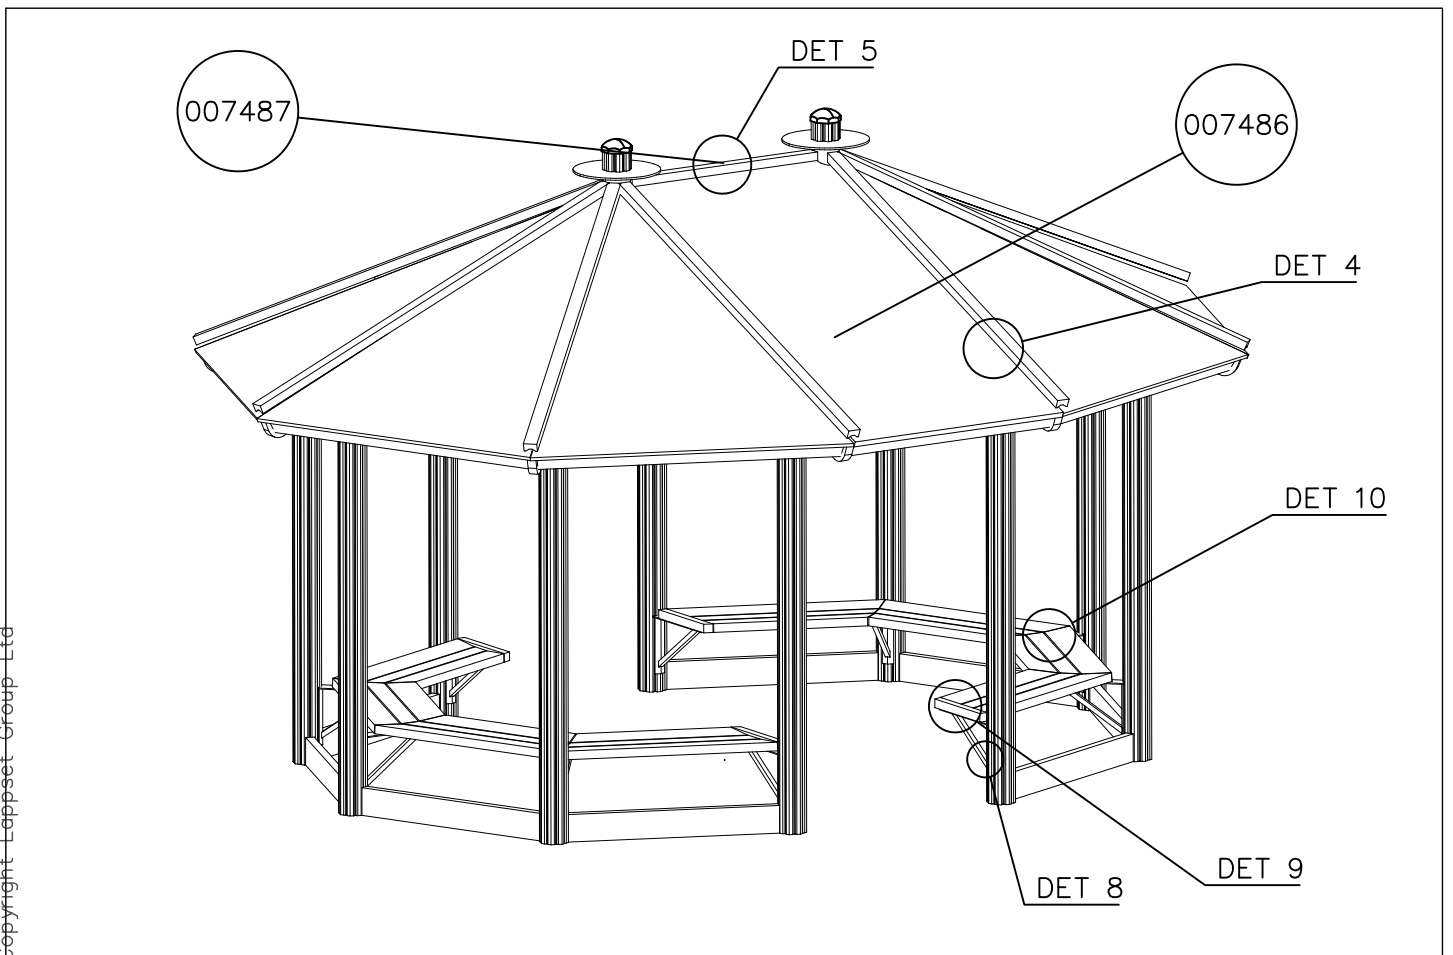 DET 5
007487
007486
DET 4
DET 10
DET 9
DET 8
Copyright Lappset Group Ltd